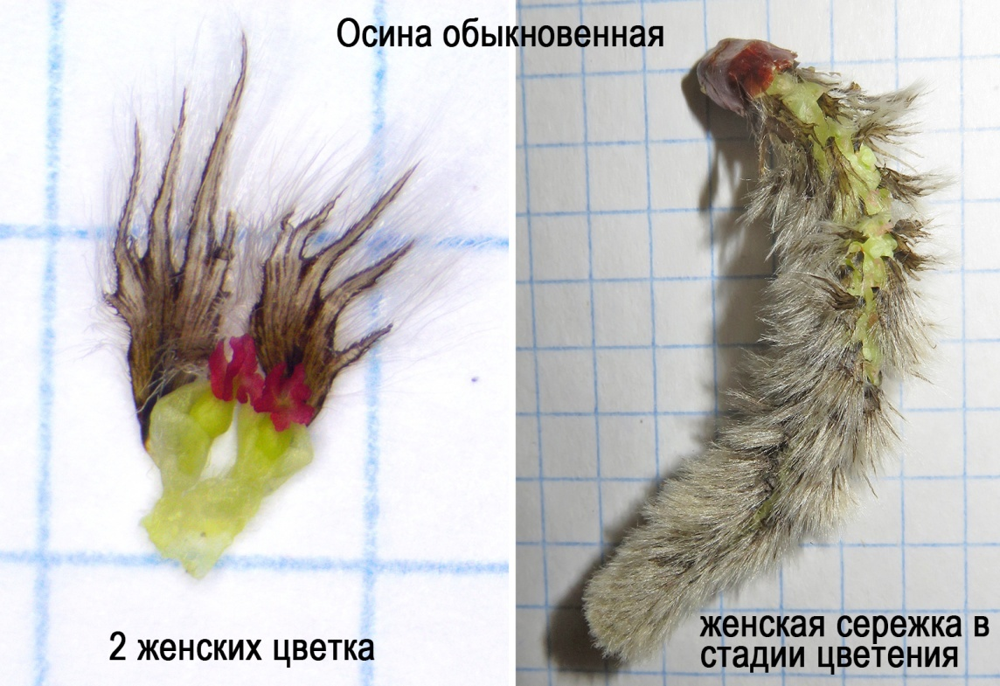 Осина обыкновенная
2 женских цветка
женская сережка в
стадии цветения